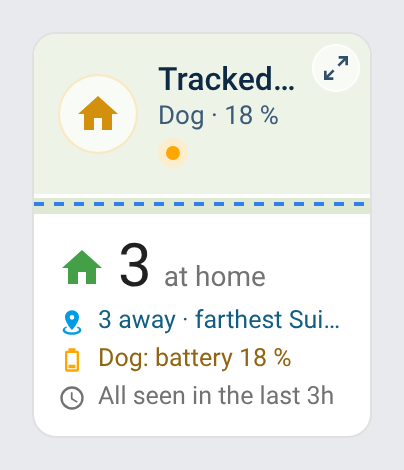 Tracked…
Dog · 18 %
3 at home
3 away · farthest Sui…
Dog: battery 18 %
All seen in the last 3h